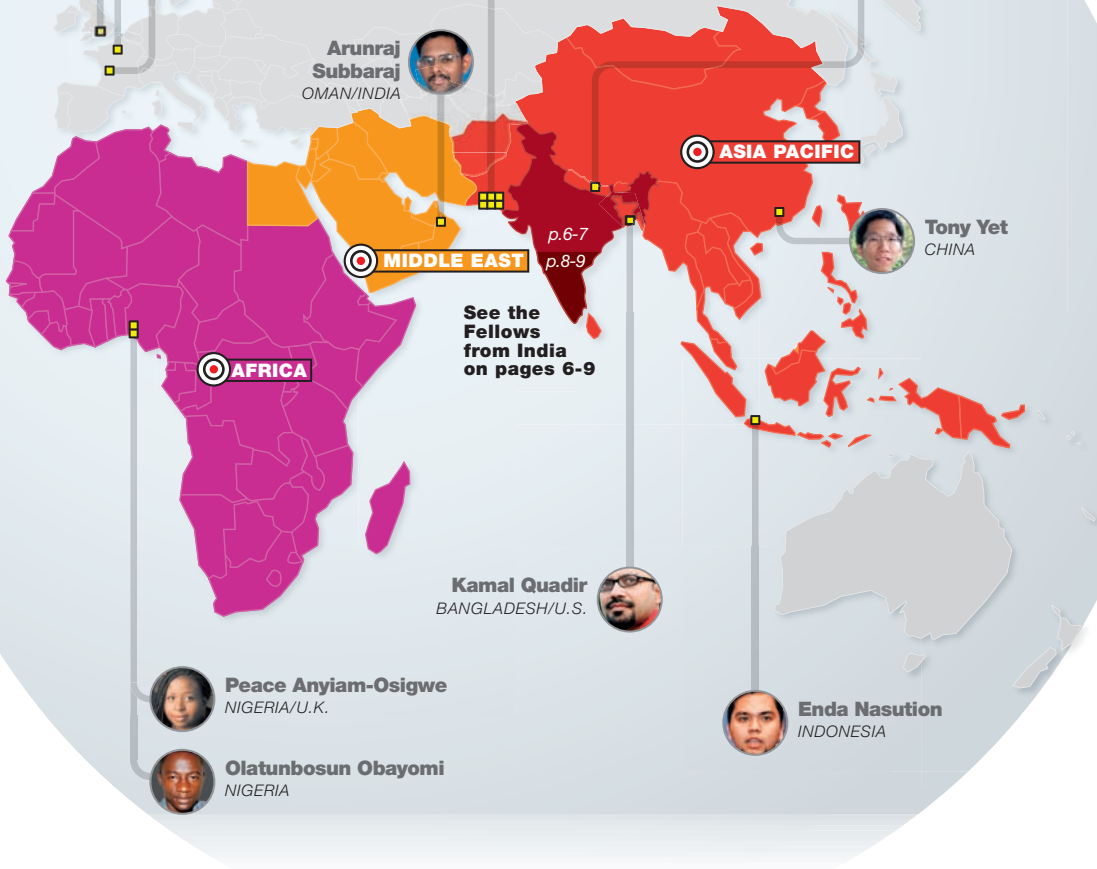 Arunraj
Subbaraj
OMAN/INDIA
ASIA PACIFIC
Tony Yet
CHINA
p.6-7
p.8-9
MIDDLE EAST
See the
Fellows
from India
on pages 6-9
AFRICA
Kamal Quadir
BANGLADESH/U.S.
Peace Anyiam-Osigwe
NIGERIA/U.K.
Enda Nasution
INDONESIA
Olatunbosun Obayomi
NIGERIA